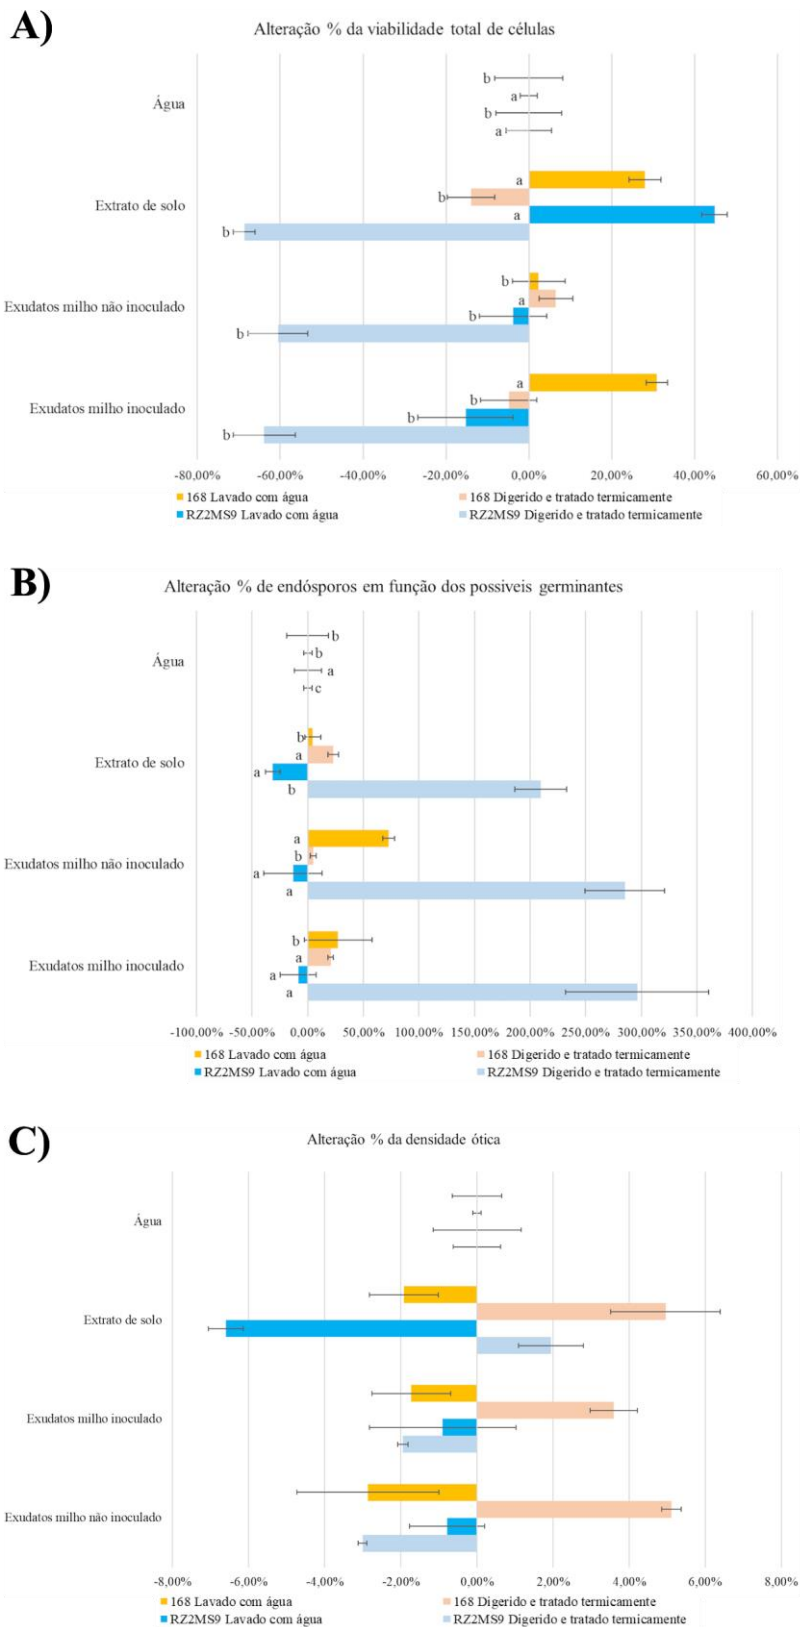 A)
Alteração % da viabilidade total de células
b
a
Água
b
a
a
b
Extrato de solo
a
b
b
a
Exudatos milho não inoculado
b
b
a
b
Exudatos milho inoculado
b
b
-80,00% -60,00% -40,00% -20,00% 0,00% 20,00% 40,00% 60,00%
168 Lavado com água 168 Digerido e tratado termicamente
RZ2MS9 Lavado com água RZ2MS9 Digerido e tratado termicamente
B)
Alteração % de endósporos em função dos possiveis germinantes
b
b
Água
a
c
b
a
Extrato de solo
a
b
a
b
Exudatos milho não inoculado
a
a
b
a
Exudatos milho inoculado
a
a
-100,00% -50,00% 0,00% 50,00% 100,00% 150,00% 200,00% 250,00% 300,00% 350,00% 400,00%
168 Lavado com água 168 Digerido e tratado termicamente
RZ2MS9 Lavado com água RZ2MS9 Digerido e tratado termicamente
C)
Alteração % da densidade ótica
Água
Extrato de solo
Exudatos milho inoculado
Exudatos milho não inoculado
-8,00% -6,00% -4,00% -2,00% 0,00% 2,00% 4,00% 6,00% 8,00%
168 Lavado com água 168 Digerido e tratado termicamente
RZ2MS9 Lavado com água RZ2MS9 Digerido e tratado termicamente